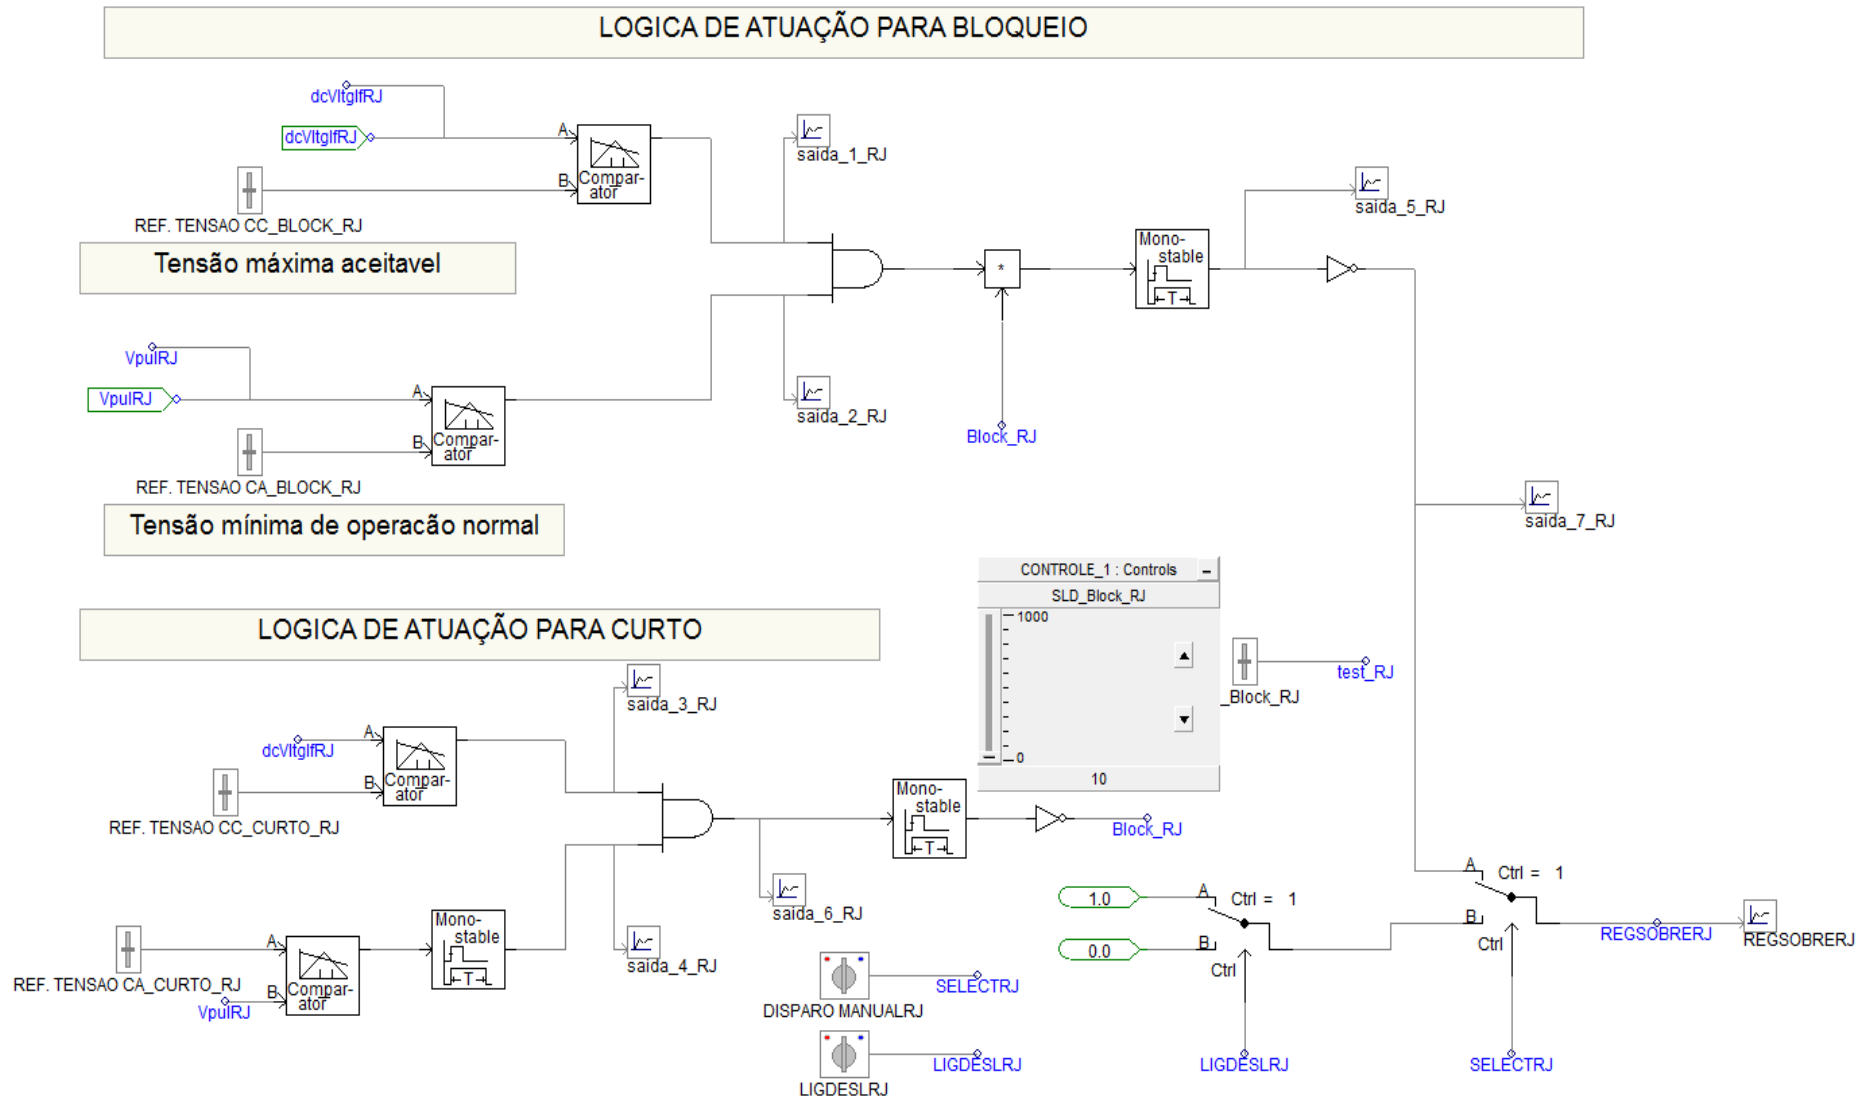 LOGICA DE ATUAÇÃO PARA BLOQUEIO
dcVltgIfRJ
dcVltgIfRJ
A
B
Compar-
ator
REF. TENSAO CC_BLOCK_RJ
Tensão máxima aceitavel
saida_1_RJ
saida_5_RJ
Mono-
stable
T
*
VpuIRJ
VpuIRJ
A
B
Compar-
ator
saida_2_RJ
Block_RJ
REF. TENSAO CA_BLOCK_RJ
Tensão mínima de operacão normal
saida_7_RJ
CONTROLE_1 : Controls
SLD_Block_RJ
1000
0
10
_Block_RJ
test_RJ
LOGICA DE ATUAÇÃO PARA CURTO
saida_3_RJ
dcVltgIfRJ
A
B
Compar-
ator
REF. TENSAO CC_CURTO_RJ
Mono-
stable
T
Block_RJ
saida_6_RJ
Mono-
stable
T
A
B
Compar-
ator
REF. TENSAO CA_CURTO_RJ
VpuIRJ
saida_4_RJ
SELECTRJ
DISPARO MANUALRJ
LIGDESLRJ
LIGDESLRJ
1.0
0.0
A
B
Ctrl = 1
Ctrl
LIGDESLRJ
A
B
Ctrl = 1
Ctrl
SELECTRJ
REGSOBRERJ
REGSOBRERJ